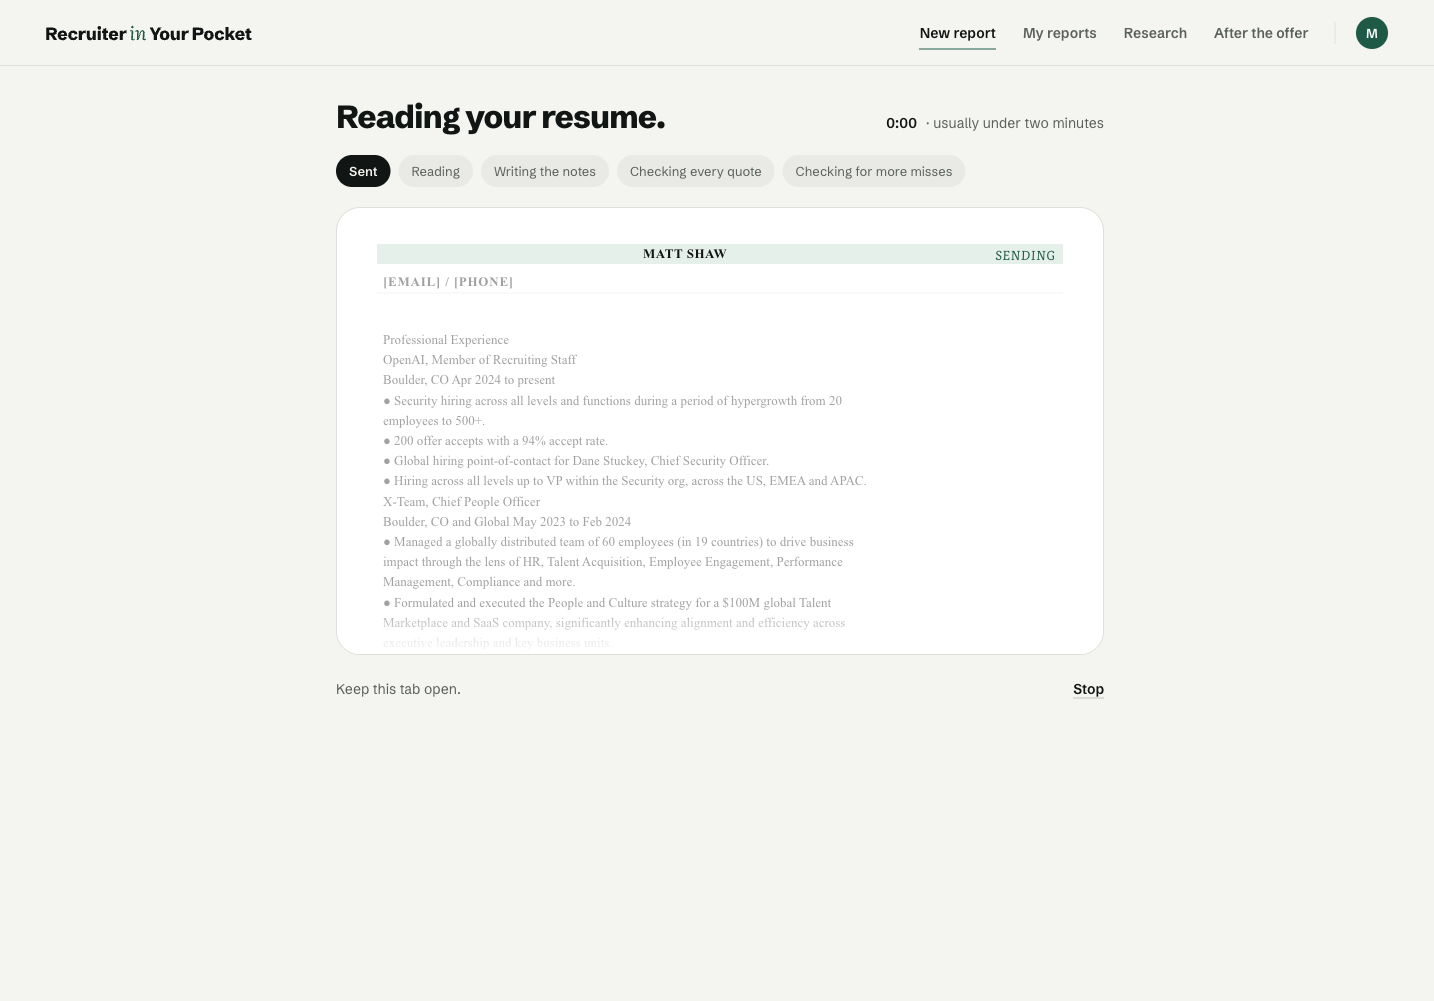 Recruiter in Your Pocket
New report My reports Research After the offer M
Reading your resume.
0:00 · usually under two minutes
Sent Reading Writing the notes Checking every quote Checking for more misses
MATT SHAW SENDING
[EMAIL] / [PHONE]
Professional Experience
OpenAI, Member of Recruiting Staff
Boulder, CO Apr 2024 to present
● Security hiring across all levels and functions during a period of hypergrowth from 20
employees to 500+.
● 200 offer accepts with a 94% accept rate.
● Global hiring point-of-contact for Dane Stuckey, Chief Security Officer.
● Hiring across all levels up to VP within the Security org, across the US, EMEA and APAC.
X-Team, Chief People Officer
Boulder, CO and Global May 2023 to Feb 2024
● Managed a globally distributed team of 60 employees (in 19 countries) to drive business
impact through the lens of HR, Talent Acquisition, Employee Engagement, Performance
Management, Compliance and more.
● Formulated and executed the People and Culture strategy for a $100M global Talent
Marketplace and SaaS company, significantly enhancing alignment and efficiency across
executive leadership and key business units.
Keep this tab open.
Stop